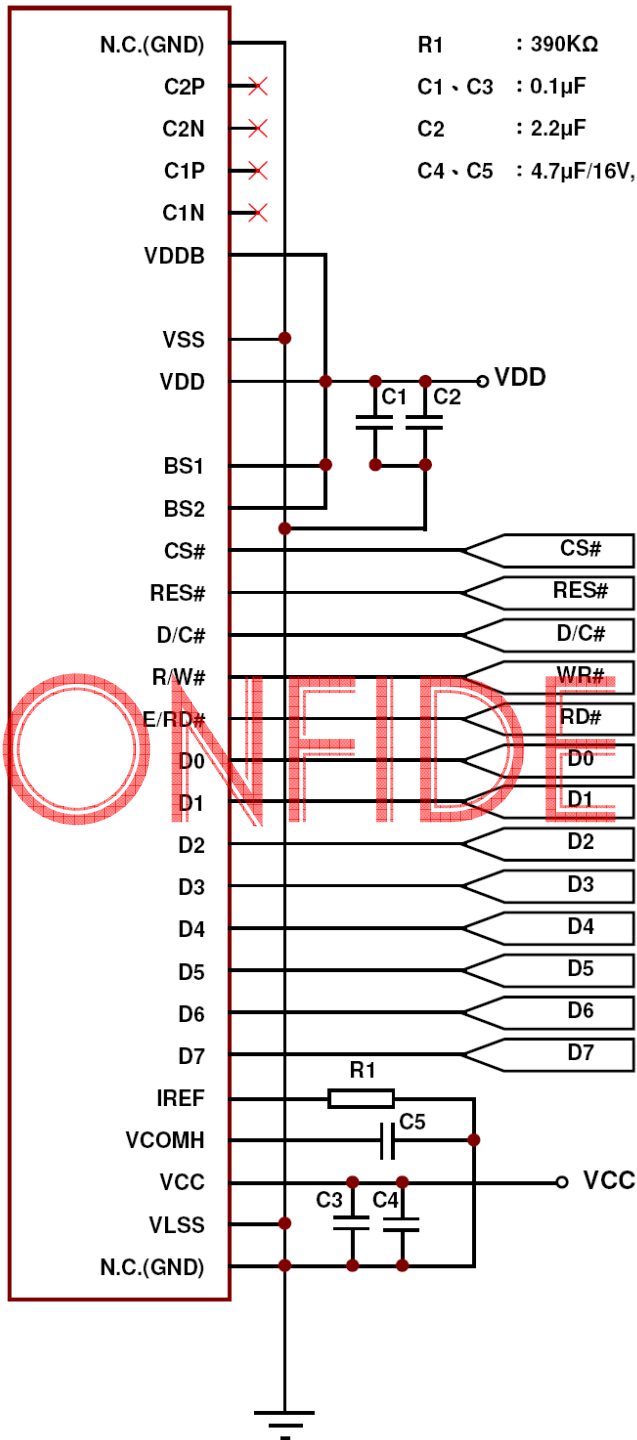 N.C.(GND)
R1 : 390KΩ
C2P
C1、C3 : 0.1µF
C2N
C2 : 2.2µF
C1P
C4、C5 : 4.7µF/16V,
C1N
VDDB
VSS
VDD
VDD
C1
C2
BS1
BS2
CS#
CS#
RES#
RES#
D/C#
D/C#
R/W#
WR#
E/RD#
RD#
ONFIDE
D0
D0
D1
D1
D2
D2
D3
D3
D4
D4
D5
D5
D6
D6
D7
D7
R1
IREF
C5
VCOMH
VCC
VCC
C3
C4
VLSS
N.C.(GND)